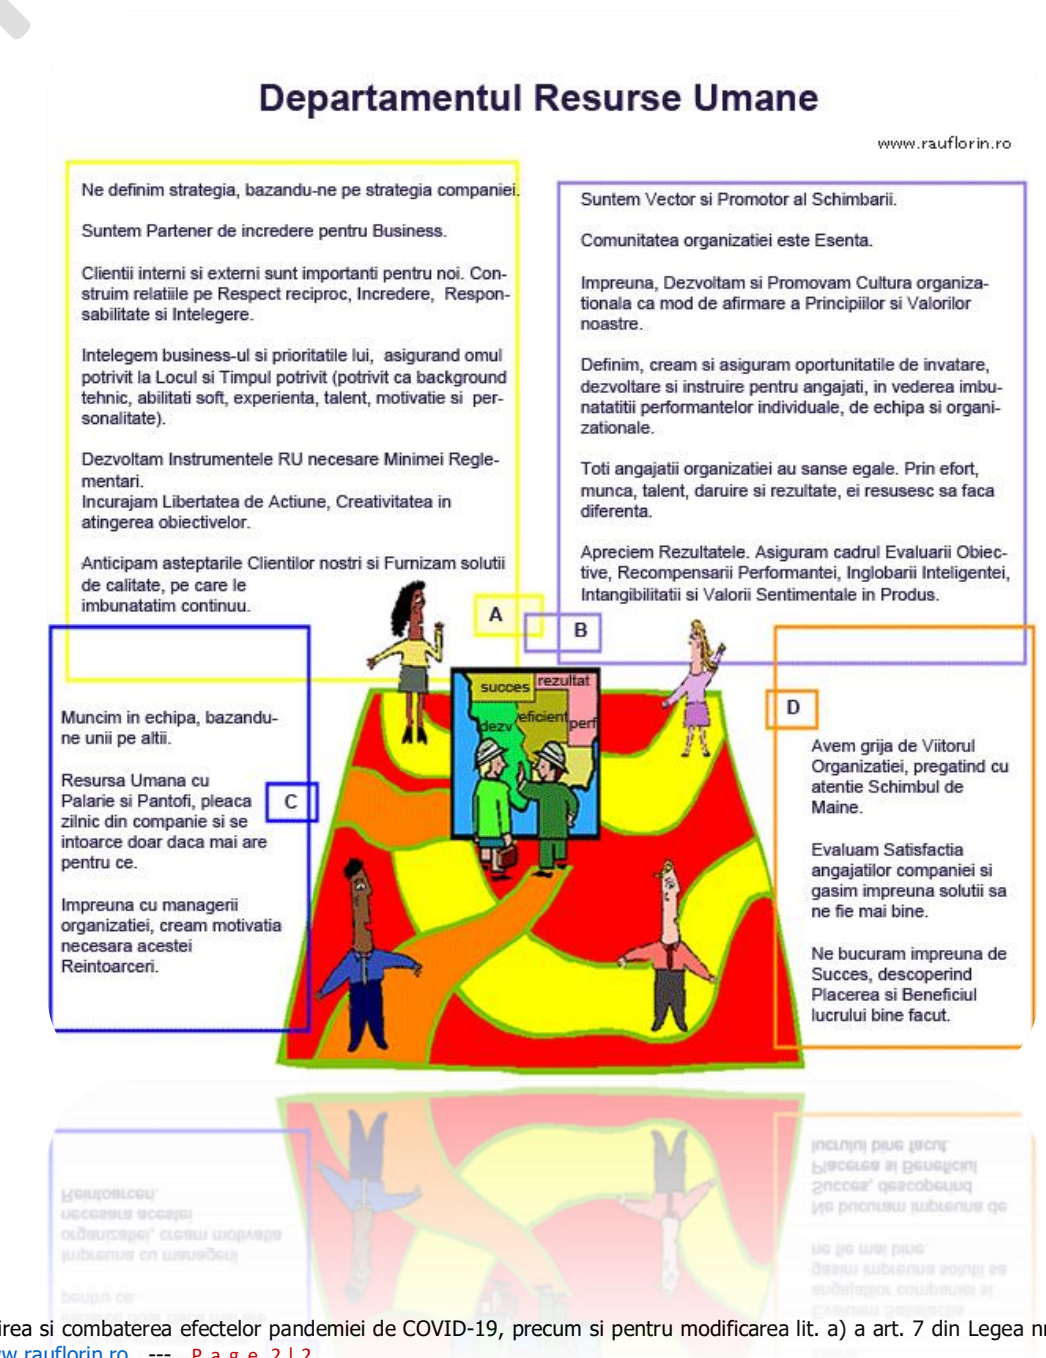 Departamentul Resurse Umane
www.rauflorin.ro
Ne definim strategia, bazandu-ne pe strategia companiei.
Suntem Partener de incredere pentru Business.
Clientii interni si externi sunt importanti pentru noi. Con-
struim relatiile pe Respect reciproc, Incredere, Respon-
sabilitate si Intelegere.
Intelegem business-ul si prioritatile lui, asigurand omul
potrivit la Locul si Timpul potrivit (potrivit ca background
tehnic, abilitati soft, experienta, talent, motivatie si per-
sonalitate).
Dezvoltam Instrumentele RU necesare Minimei Regle-
mentari.
Incurajam Libertatea de Actiune, Creativitatea in
atingerea obiectivelor.
Anticipam asteptarile Clientilor nostri si Furnizam solutii
de calitate, pe care le
imbunatatim continuu.
A
Suntem Vector si Promotor al Schimbarii.
Comunitatea organizatiei este Esenta.
Impreuna, Dezvoltam si Promovam Cultura organiza-
tionala ca mod de afirmare a Principiilor si Valorilor
noastre.
Definim, cream si asiguram oportunitatile de invatare,
dezvoltare si instruire pentru angajati, in vederea imbu-
natatitii performantelor individuale, de echipa si organi-
zationale.
Toti angajatii organizatiei au sanse egale. Prin efort,
munca, talent, daruire si rezultate, ei resusesc sa faca
diferenta.
Apreciem Rezultatele. Asiguram cadrul Evaluarii Obiec-
tive, Recompensarii Performantei, Inglobarii Inteligentei,
Intangibilitatii si Valorii Sentimentale in Produs.
B
succes
rezultat
dezv
eficient
perf
Muncim in echipa, bazandu-
ne unii pe altii.
Resursa Umana cu
Palarie si Pantofi, pleaca
zilnic din companie si se
intoarce doar daca mai are
pentru ce.
Impreuna cu managerii
organizatiei, cream motivatia
necesara acestei
Reintoarceri.
C
D
Avem grija de Viitorul
Organizatiei, pregatind cu
atentie Schimbul de
Maine.
Evaluam Satisfactia
angajatilor companiei si
gasim impreuna solutii sa
ne fie mai bine.
Ne bucuram impreuna de
Succes, descoperind
Placerea si Beneficiul
lucrului bine facut.
irea si combaterea efectelor pandemiei de COVID-19, precum si pentru modificarea lit. a) a art. 7 din Legea nr
w.rauflorin.ro --- P a g e 2 | 2